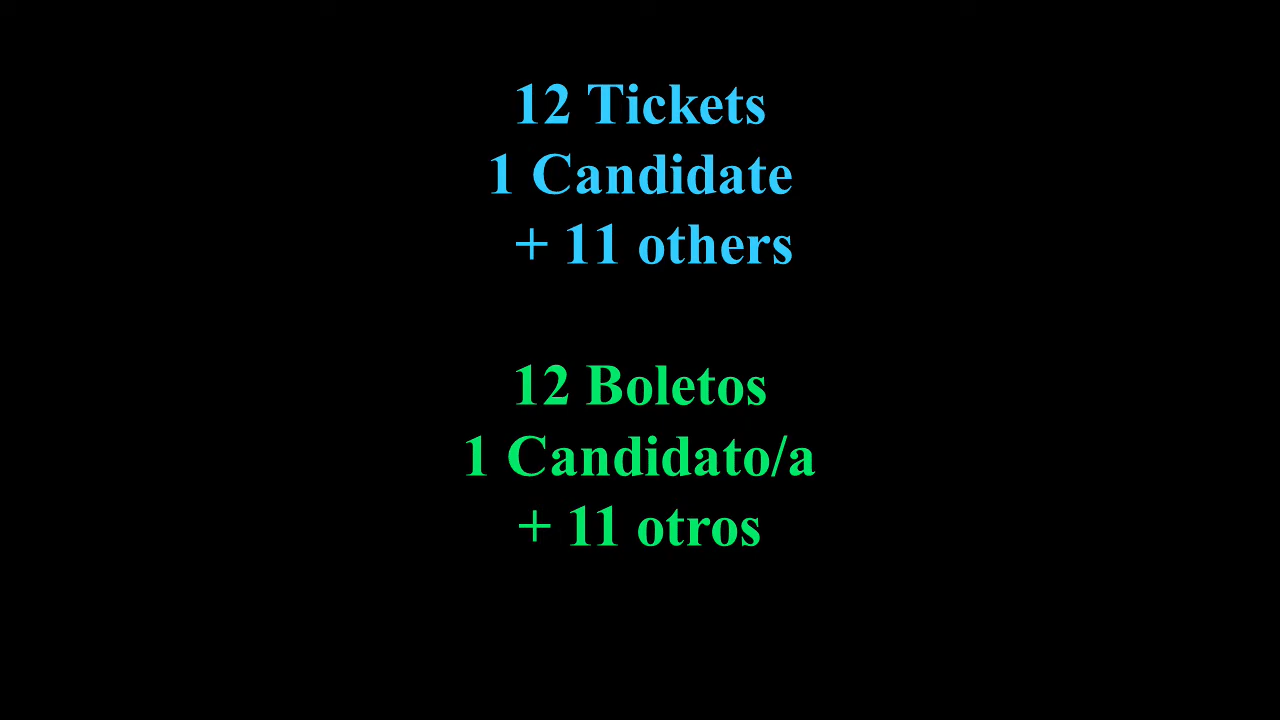 12 Tickets
1 Candidate
+ 11 others
12 Boletos
1 Candidato/a
+ 11 otros